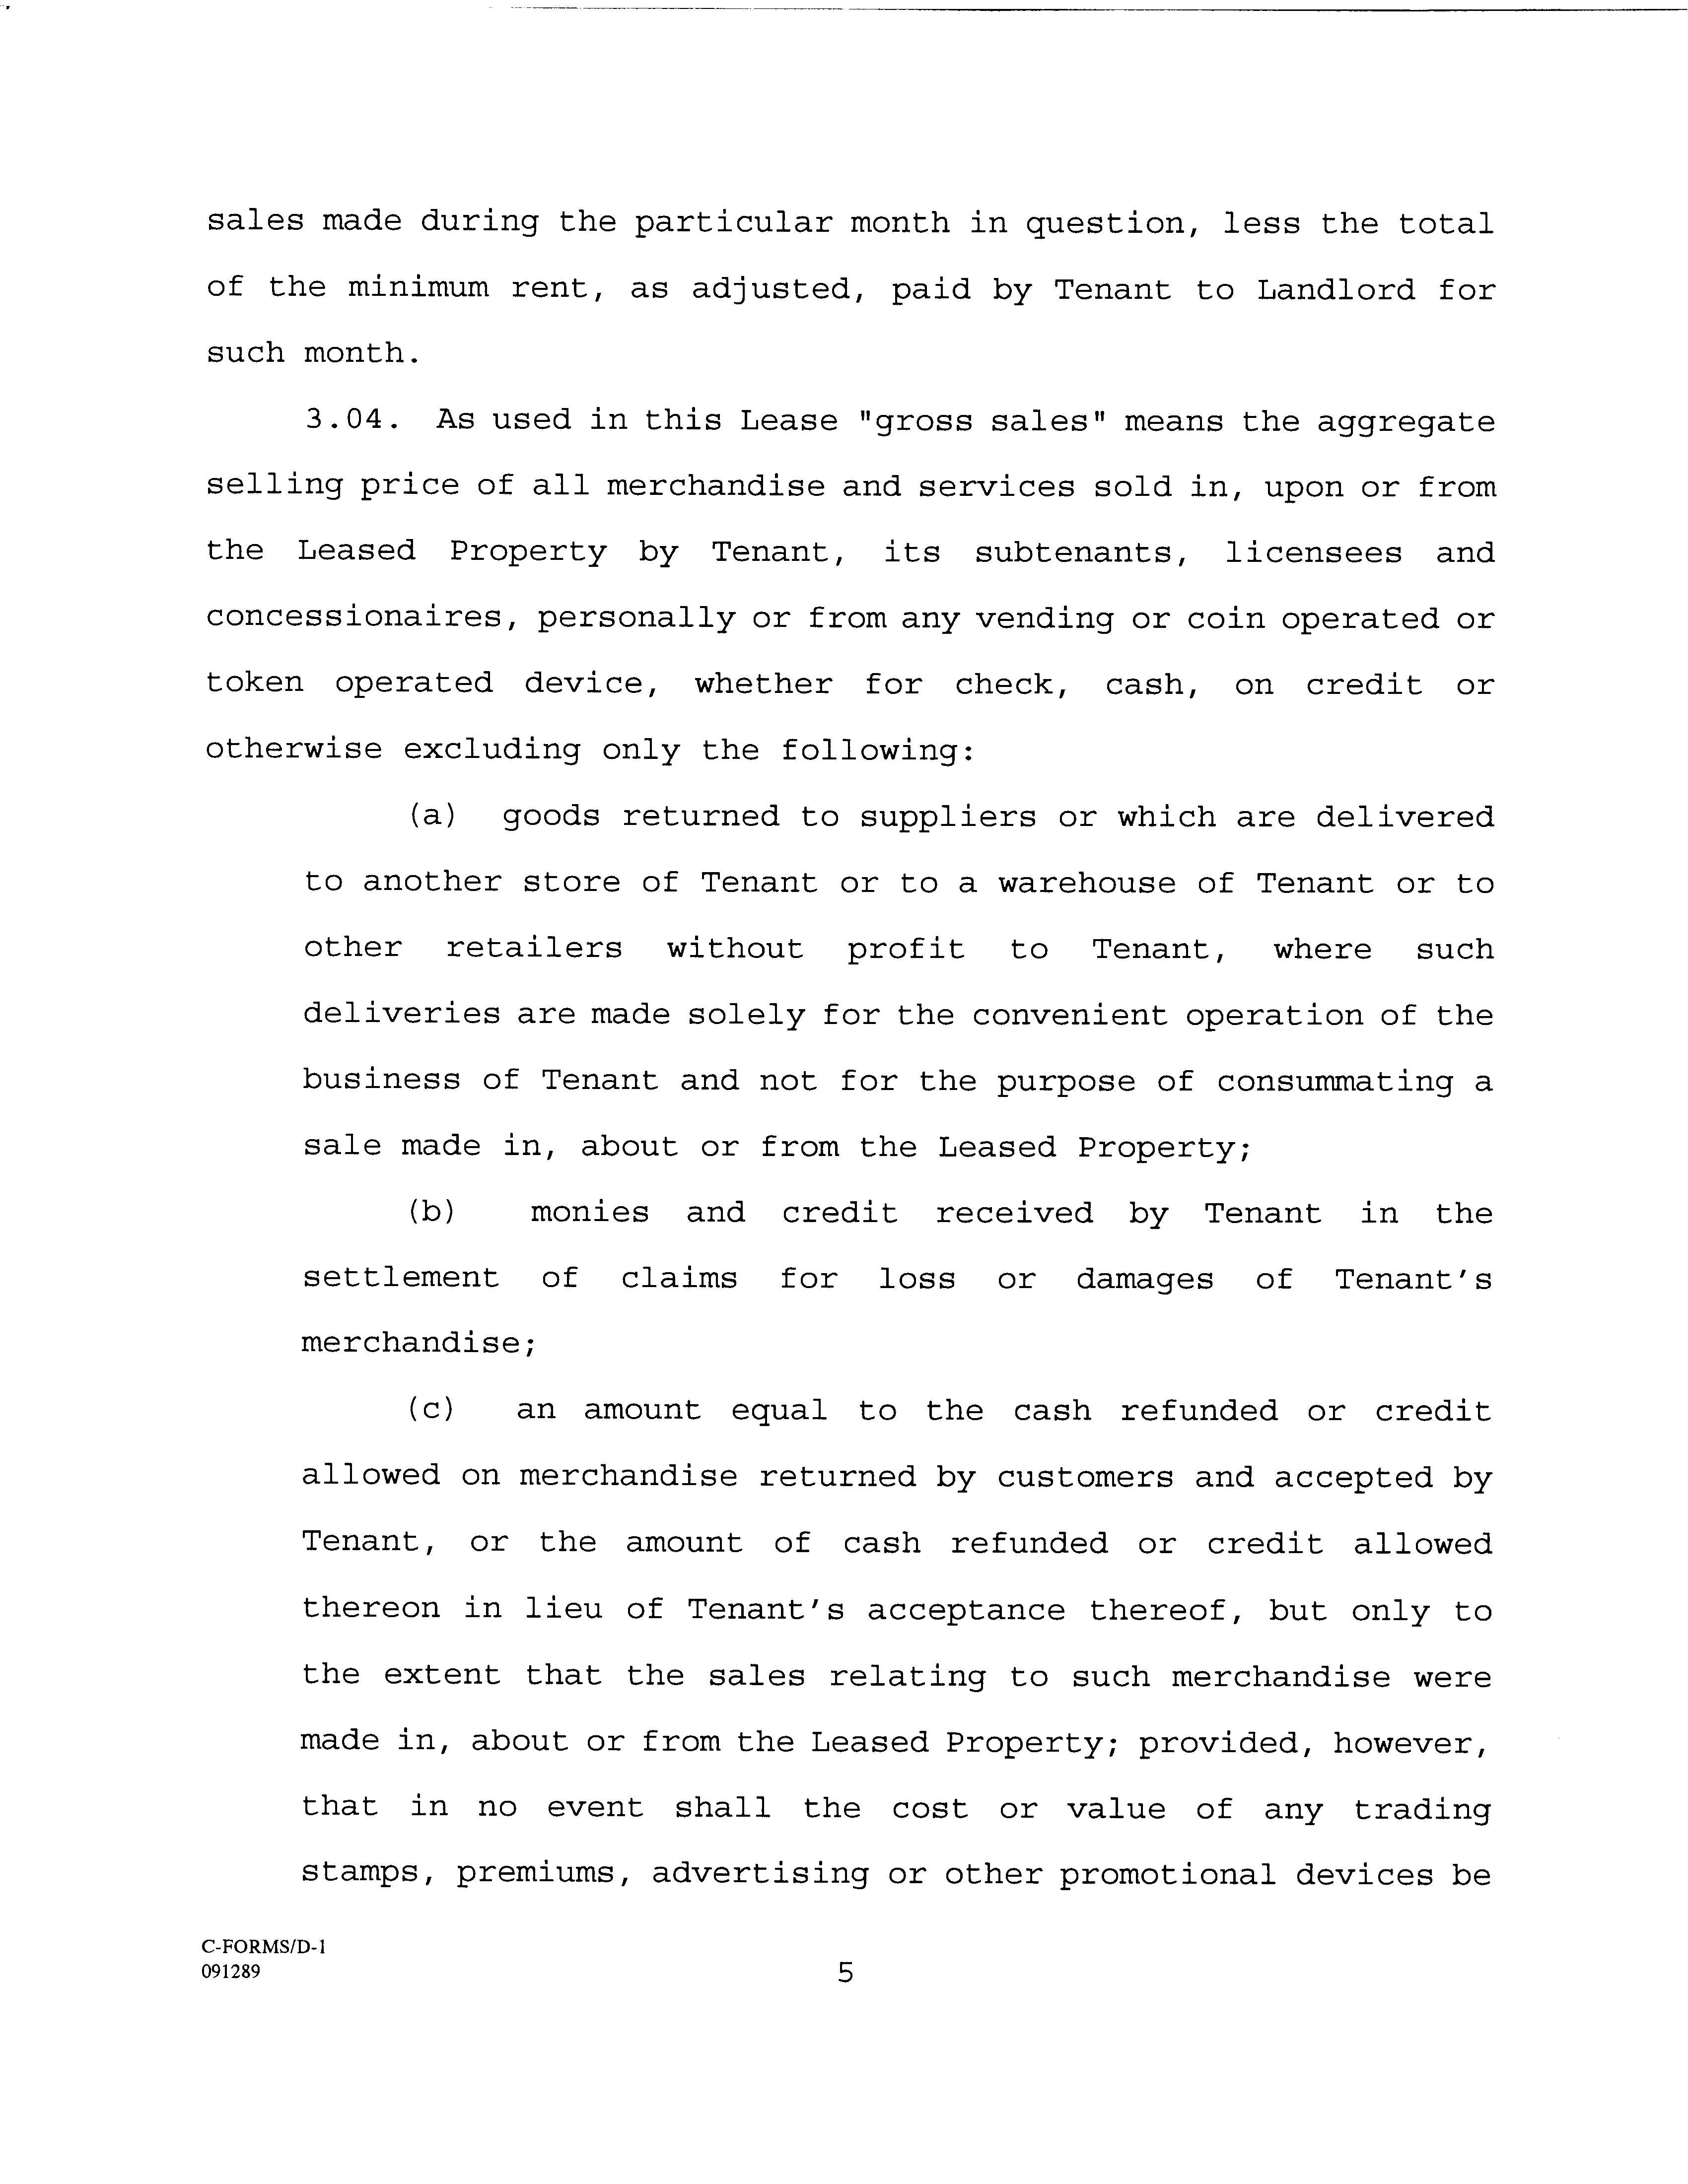 sales made during the particular month in question, less the total
of the minimum rent, as adjusted, paid by Tenant to Landlord for
such month.
3.04. As used in this Lease "gross sales" means the aggregate
selling price of all merchandise and services sold in, upon or from
the Leased Property by Tenant, its subtenants, licensees and
concessionaires, personally or from any vending or coin operated or
token operated device, whether for check, cash, on credit or
otherwise excluding only the following:
(a) goods returned to suppliers or which are delivered
to another store of Tenant or to a warehouse of Tenant or to
other retailers without profit to Tenant, where such
deliveries are made solely for the convenient operation of the
business of Tenant and not for the purpose of consummating a
sale made in, about or from the Leased Property;
(b) monies and credit received by Tenant in the
settlement of claims for loss or damages of Tenant's
merchandise;
(c) an amount equal to the cash refunded or credit
allowed on merchandise returned by customers and accepted by
Tenant, or the amount of cash refunded or credit allowed
thereon in lieu of Tenant's acceptance thereof, but only to
the extent that the sales relating to such merchandise were
made in, about or from the Leased Property; provided, however,
that in no event shall the cost or value of any trading
stamps, premiums, advertising or other promotional devices be
C-FORMS/D-1
091289
5